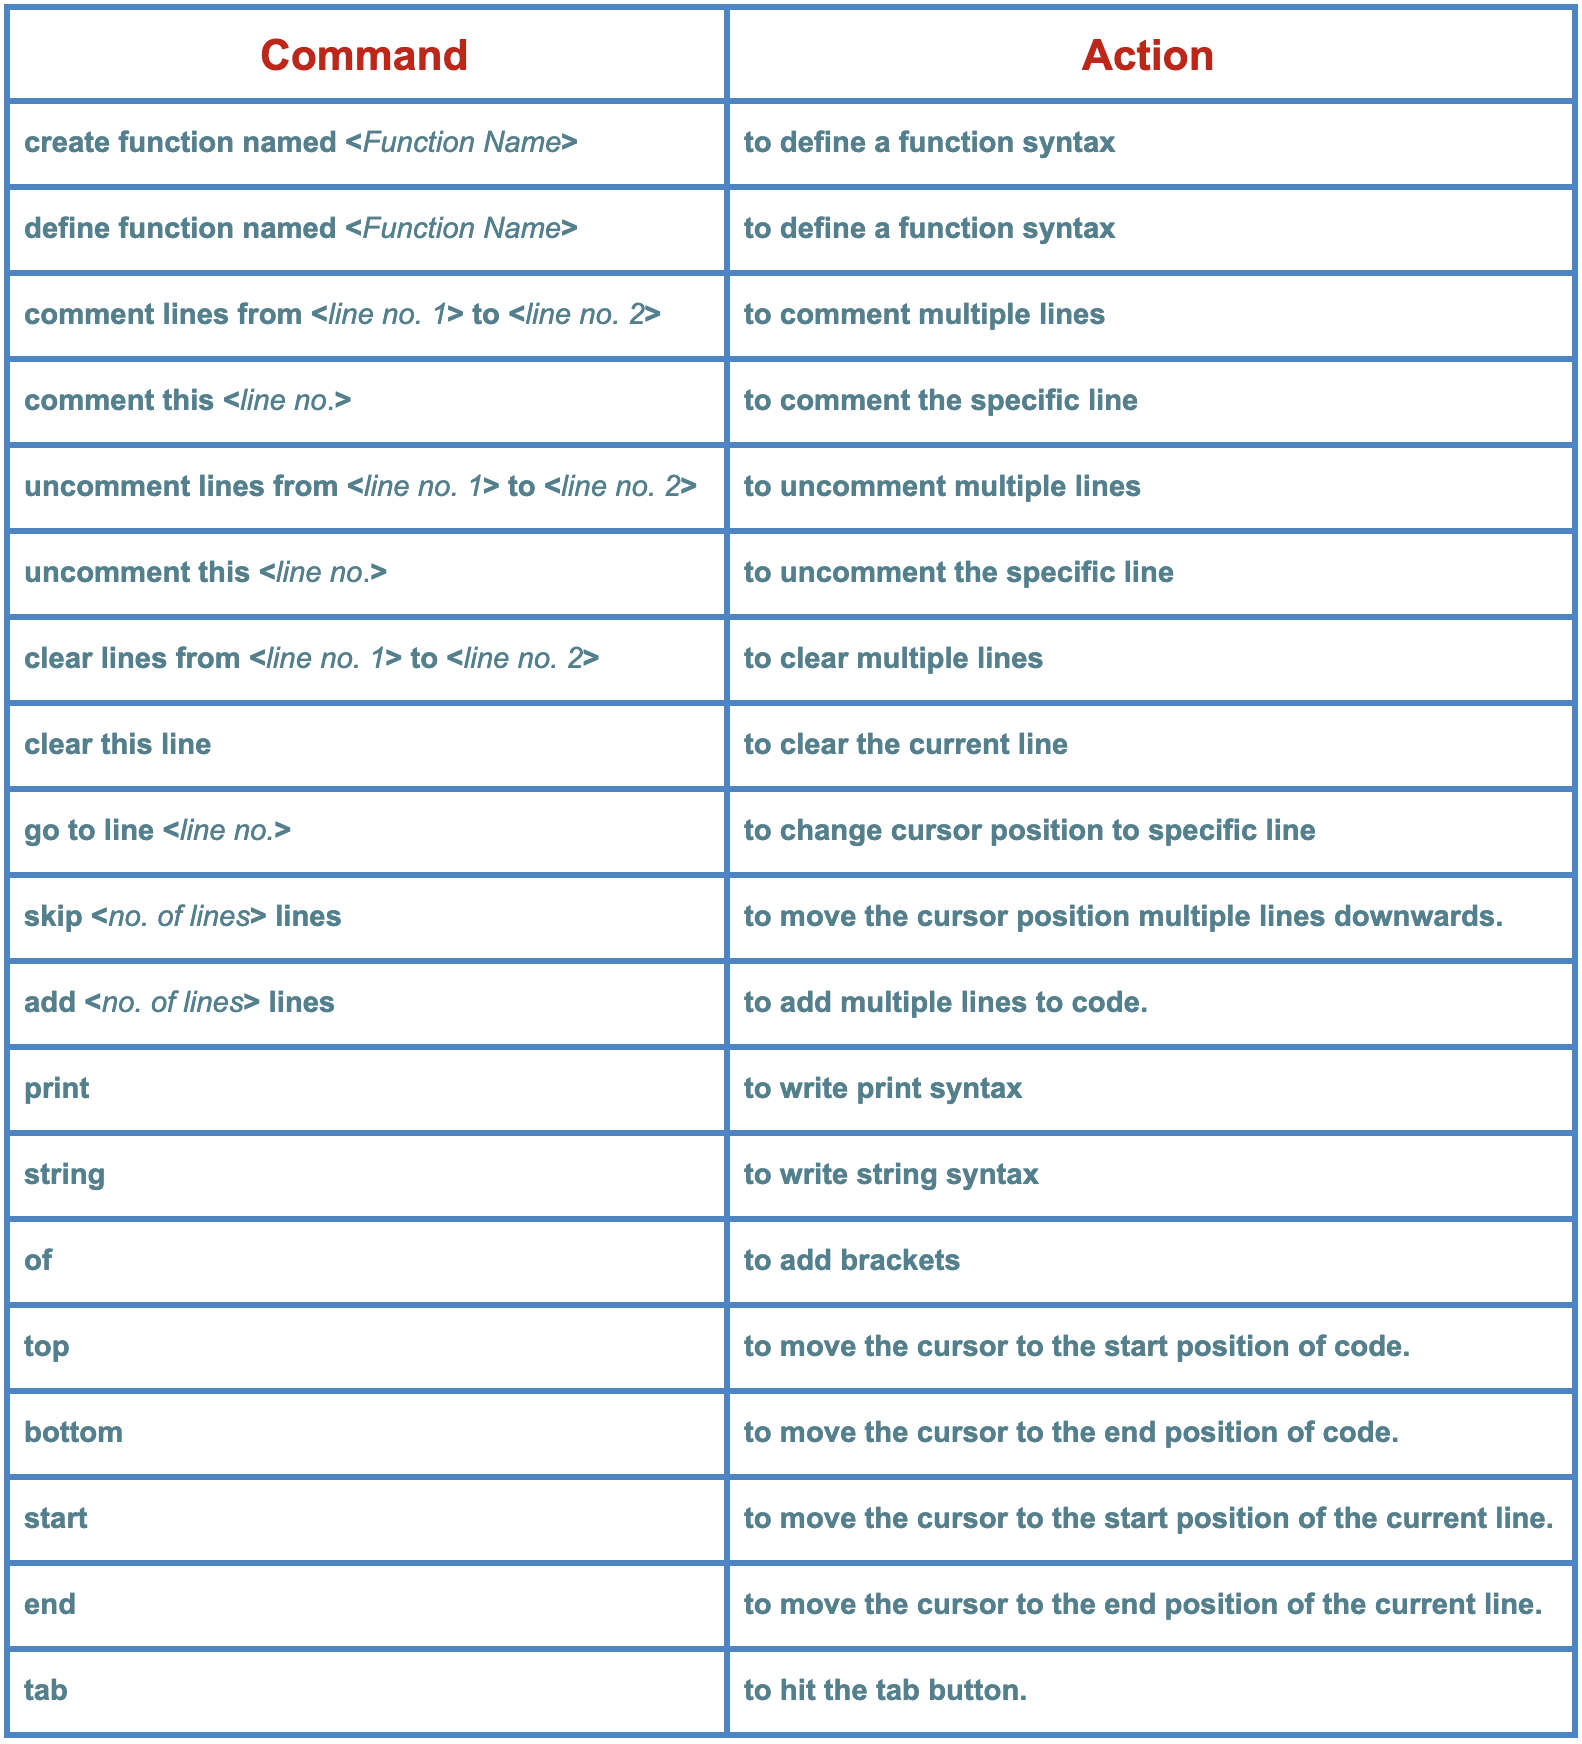 Command Action
create function named <Function Name> to define a function syntax
define function named <Function Name> to define a function syntax
comment lines from <line no. 1> to <line no. 2> to comment multiple lines
comment this <line no.> to comment the specific line
uncomment lines from <line no. 1> to <line no. 2> to uncomment multiple lines
uncomment this <line no.> to uncomment the specific line
clear lines from <line no. 1> to <line no. 2> to clear multiple lines
clear this line to clear the current line
go to line <line no.> to change cursor position to specific line
skip <no. of lines> lines to move the cursor position multiple lines downwards.
add <no. of lines> lines to add multiple lines to code.
print to write print syntax
string to write string syntax
of to add brackets
top to move the cursor to the start position of code.
bottom to move the cursor to the end position of code.
start to move the cursor to the start position of the current line.
end to move the cursor to the end position of the current line.
tab to hit the tab button.